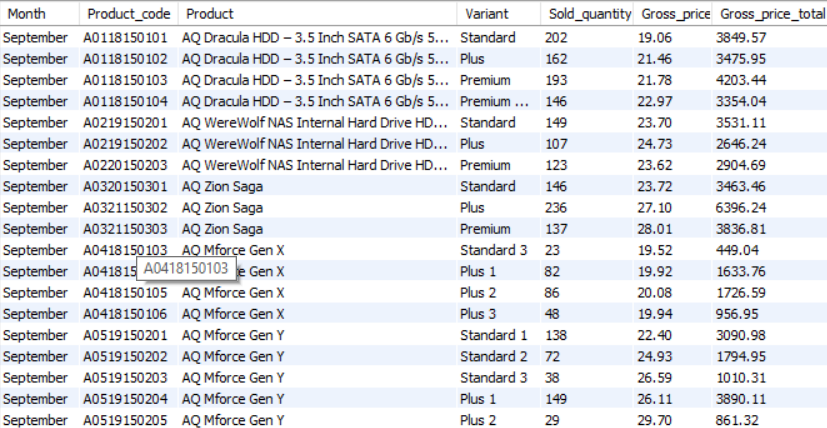 Month Product_code Product Variant Sold_quantity Gross_price Gross_price_total
September A0118150101 AQ Dracula HDD – 3.5 Inch SATA 6 Gb/s 5... Standard 202 19.06 3849.57
September A0118150102 AQ Dracula HDD – 3.5 Inch SATA 6 Gb/s 5... Plus 162 21.46 3475.95
September A0118150103 AQ Dracula HDD – 3.5 Inch SATA 6 Gb/s 5... Premium 193 21.78 4203.44
September A0118150104 AQ Dracula HDD – 3.5 Inch SATA 6 Gb/s 5... Premium ... 146 22.97 3354.04
September A0219150201 AQ WereWolf NAS Internal Hard Drive HD... Standard 149 23.70 3531.11
September A0219150202 AQ WereWolf NAS Internal Hard Drive HD... Plus 107 24.73 2646.24
September A0220150203 AQ WereWolf NAS Internal Hard Drive HD... Premium 123 23.62 2904.69
September A0320150301 AQ Zion Saga Standard 146 23.72 3463.46
September A0321150302 AQ Zion Saga Plus 236 27.10 6396.24
September A0321150303 AQ Zion Saga Premium 137 28.01 3836.81
September A0418150103 AQ Mforce Gen X Standard 3 23 19.52 449.04
September A04181 A0418150103 e Gen X Plus 1 82 19.92 1633.76
September A0418150105 AQ Mforce Gen X Plus 2 86 20.08 1726.59
September A0418150106 AQ Mforce Gen X Plus 3 48 19.94 956.95
September A0519150201 AQ Mforce Gen Y Standard 1 138 22.40 3090.98
September A0519150202 AQ Mforce Gen Y Standard 2 72 24.93 1794.95
September A0519150203 AQ Mforce Gen Y Standard 3 38 26.59 1010.31
September A0519150204 AQ Mforce Gen Y Plus 1 149 26.11 3890.11
September A0519150205 AQ Mforce Gen Y Plus 2 29 29.70 861.32